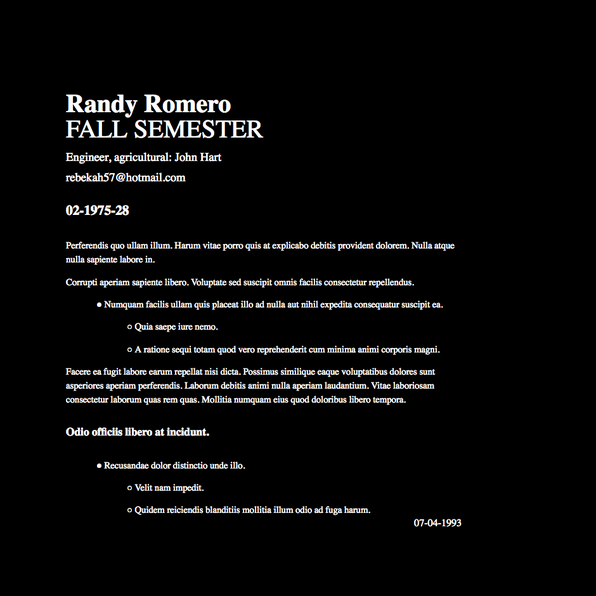 Randy Romero
FALL SEMESTER
Engineer, agricultural: John Hart
rebekah57@hotmail.com
02-1975-28
Perferendis quo ullam illum. Harum vitae porro quis at explicabo debitis provident dolorem. Nulla atque
nulla sapiente labore in.
Corrupti aperiam sapiente libero. Voluptate sed suscipit omnis facilis consectetur repellendus.
Numquam facilis ullam quis placeat illo ad nulla aut nihil expedita consequatur suscipit ea.
Quia saepe iure nemo.
A ratione sequi totam quod vero reprehenderit cum minima animi corporis magni.
Facere ea fugit labore earum repellat nisi dicta. Possimus similique eaque voluptatibus dolores sunt
asperiores aperiam perferendis. Laborum debitis animi nulla aperiam laudantium. Vitae laboriosam
consectetur laborum quas rem quas. Mollitia numquam eius quod doloribus libero tempora.
Odio officiis libero at incidunt.
Recusandae dolor distinctio unde illo.
Velit nam impedit.
Quidem reiciendis blanditiis mollitia illum odio ad fuga harum.
07-04-1993